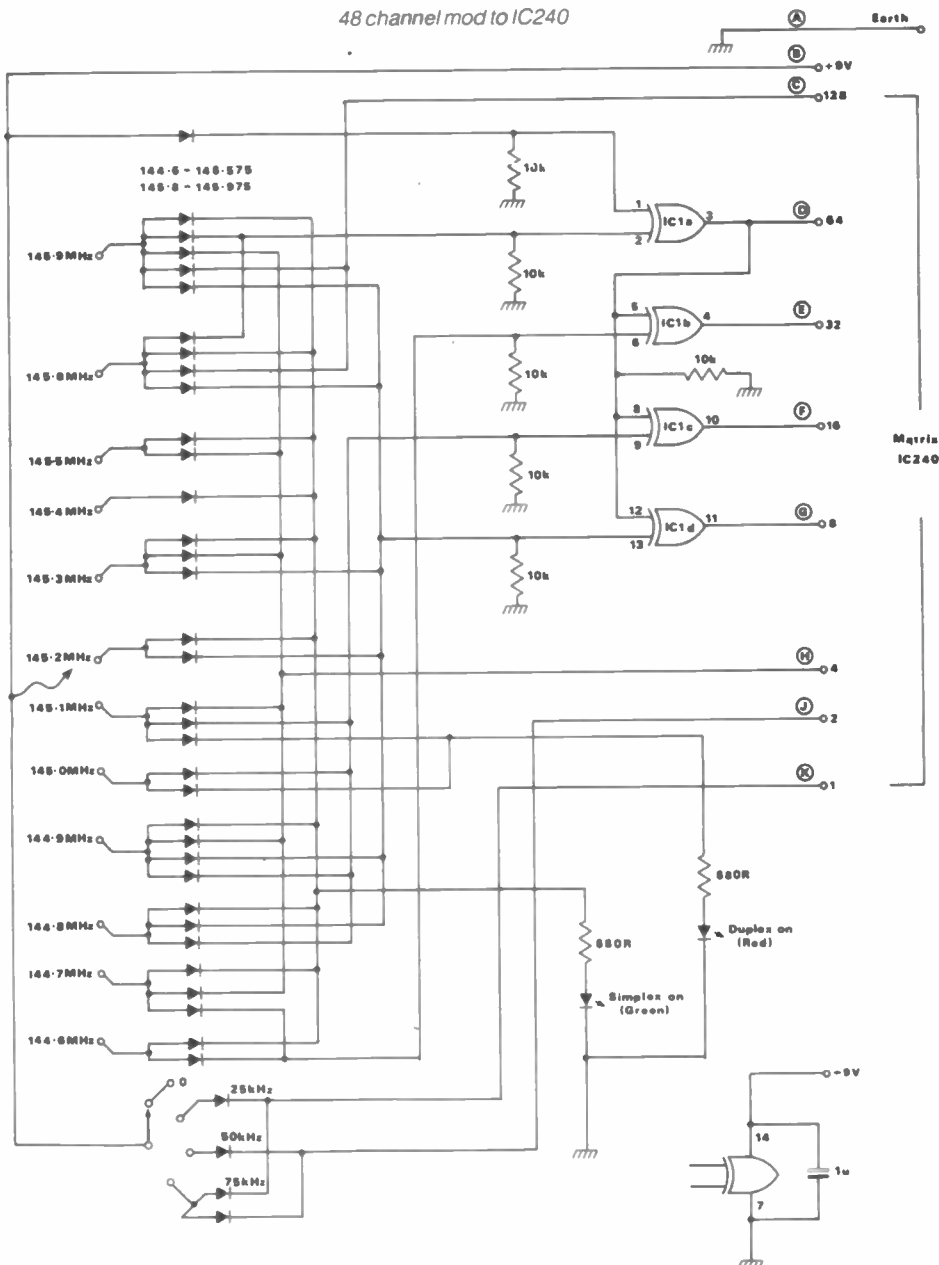 48 channel mod to IC240
A
Earth
B
+9V
C
128
144·6 - 145·575
145·8 - 145·975
10k
1
2
IC1a
3
D
64
145·9MHz
10k
5
6
IC1b
4
E
32
145·8MHz
10k
10k
8
9
IC1c
10
F
16
Matrix
IC240
145·5MHz
10k
145·4MHz
12
13
IC1d
11
G
8
145·3MHz
10k
145·2MHz
H
4
145·1MHz
J
2
145·0MHz
K
1
144·9MHz
680R
144·8MHz
680R
Duplex on
(Red)
144·7MHz
Simplex on
(Green)
144·6MHz
0
25kHz
+9V
50kHz
14
75kHz
1u
7